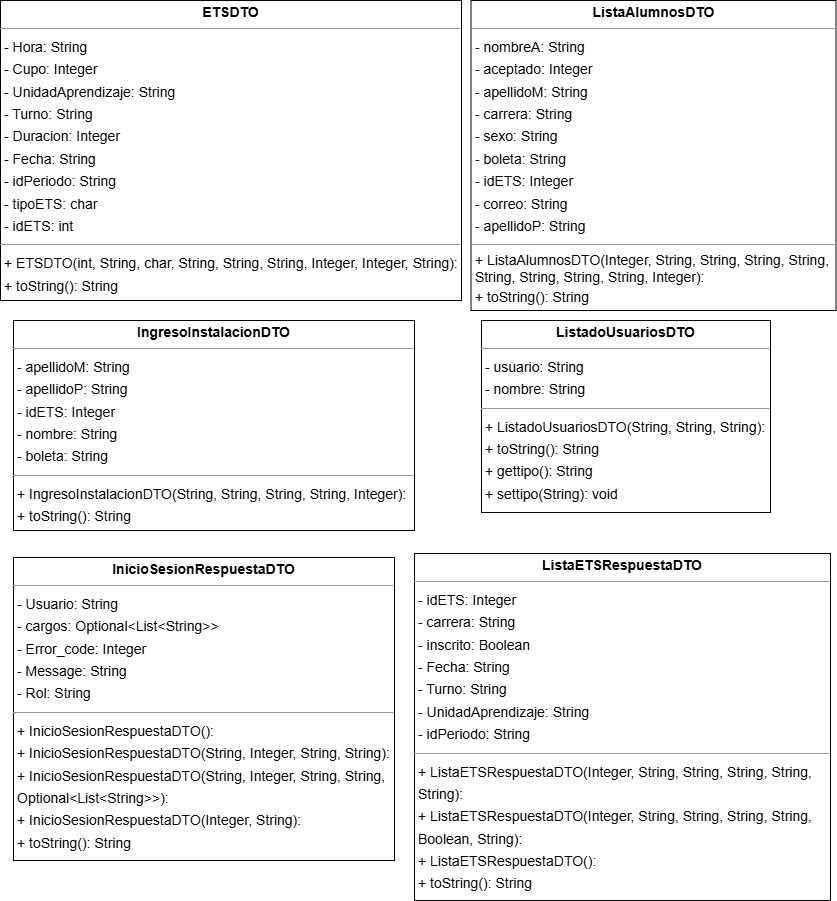 ETSDTO
- Hora: String
- Cupo: Integer
- UnidadAprendizaje: String
- Turno: String
- Duracion: Integer
- Fecha: String
- idPeriodo: String
- tipoETS: char
- idETS: int
+ ETSDTO(int, String, char, String, String, String, Integer, Integer, String):
+ toString(): String
ListaAlumnosDTO
- nombreA: String
- aceptado: Integer
- apellidoM: String
- carrera: String
- sexo: String
- boleta: String
- idETS: Integer
- correo: String
- apellidoP: String
+ ListaAlumnosDTO(Integer, String, String, String, String,
String, String, String, String, Integer):
+ toString(): String
IngresoInstalacionDTO
- apellidoM: String
- apellidoP: String
- idETS: Integer
- nombre: String
- boleta: String
+ IngresoInstalacionDTO(String, String, String, String, Integer):
+ toString(): String
ListadoUsuariosDTO
- usuario: String
- nombre: String
+ ListadoUsuariosDTO(String, String, String):
+ toString(): String
+ gettipo(): String
+ settipo(String): void
InicioSesionRespuestaDTO
- Usuario: String
- cargos: Optional<List<String>>
- Error_code: Integer
- Message: String
- Rol: String
+ InicioSesionRespuestaDTO():
+ InicioSesionRespuestaDTO(String, Integer, String, String):
+ InicioSesionRespuestaDTO(String, Integer, String, String,
Optional<List<String>>):
+ InicioSesionRespuestaDTO(Integer, String):
+ toString(): String
ListaETSRespuestaDTO
- idETS: Integer
- carrera: String
- inscrito: Boolean
- Fecha: String
- Turno: String
- UnidadAprendizaje: String
- idPeriodo: String
+ ListaETSRespuestaDTO(Integer, String, String, String, String,
String):
+ ListaETSRespuestaDTO(Integer, String, String, String, String,
Boolean, String):
+ ListaETSRespuestaDTO():
+ toString(): String